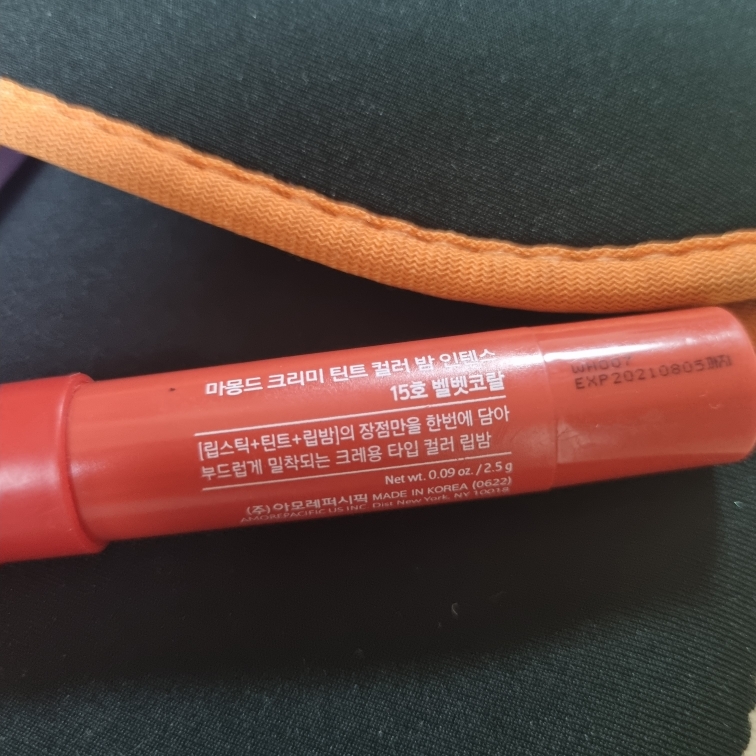 마몽드 크리미 틴트 컬러 밤 인텐스
15호 벨벳코랄
[립스틱+틴트+립밤]의 장점만을 한번에 담아
부드럽게 밀착되는 크레용 타입 컬러 립밤
Net wt. 0.09 oz. / 2.5 g
(주)아모레퍼시픽 MADE IN KOREA (0622)
AMOREPACIFIC US INC. Dist New York, NY 10018
EXP20210805까지